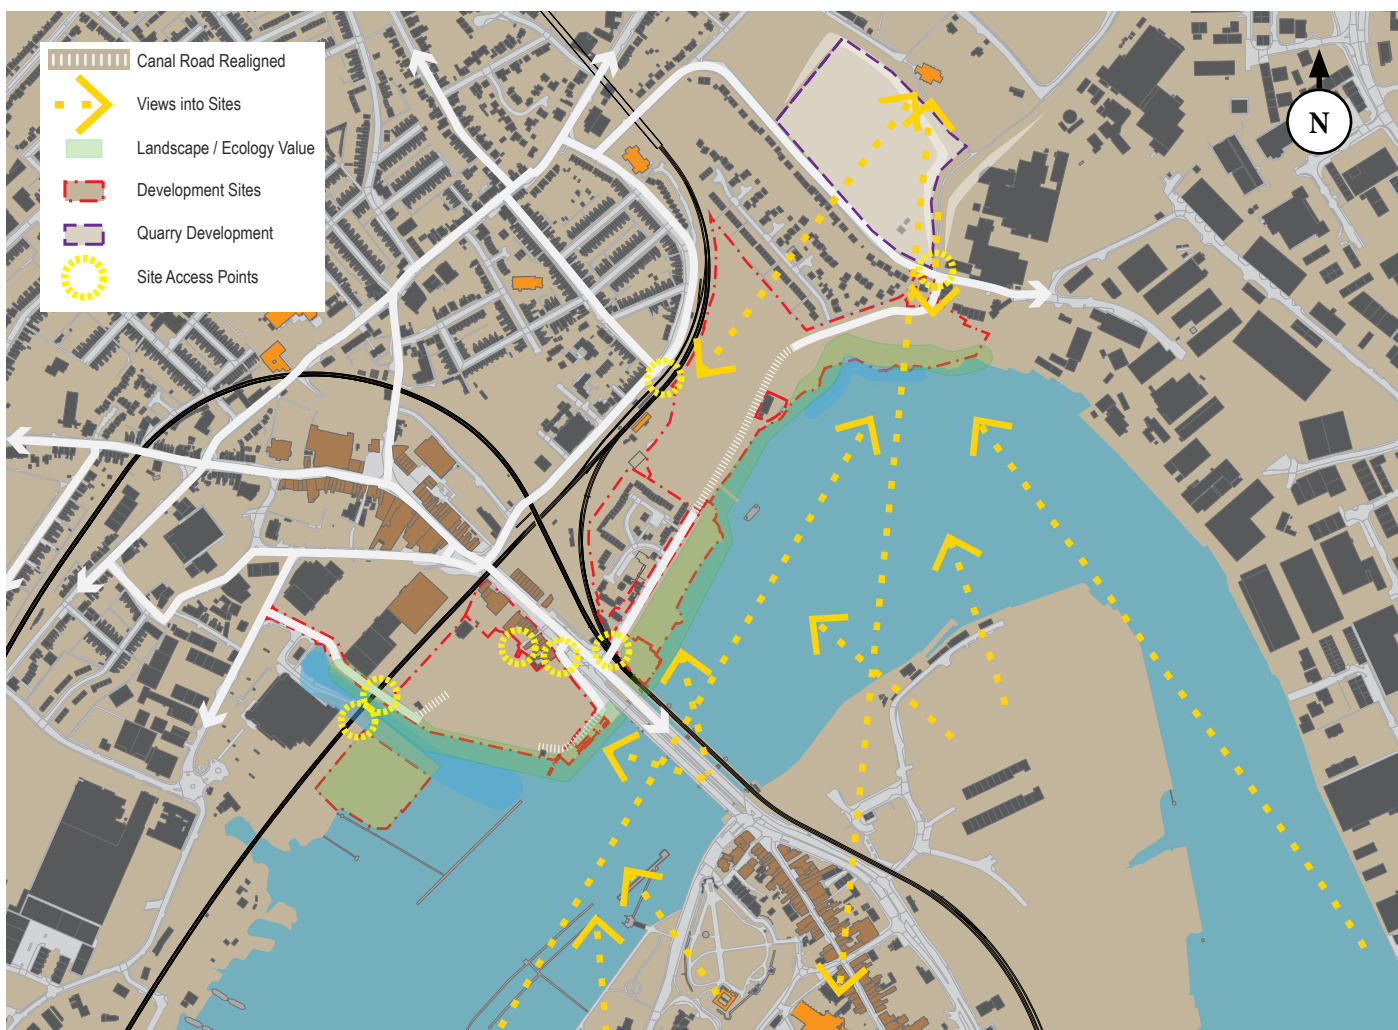 Canal Road Realigned
Views into Sites
Landscape / Ecology Value
Development Sites
Quarry Development
Site Access Points
N